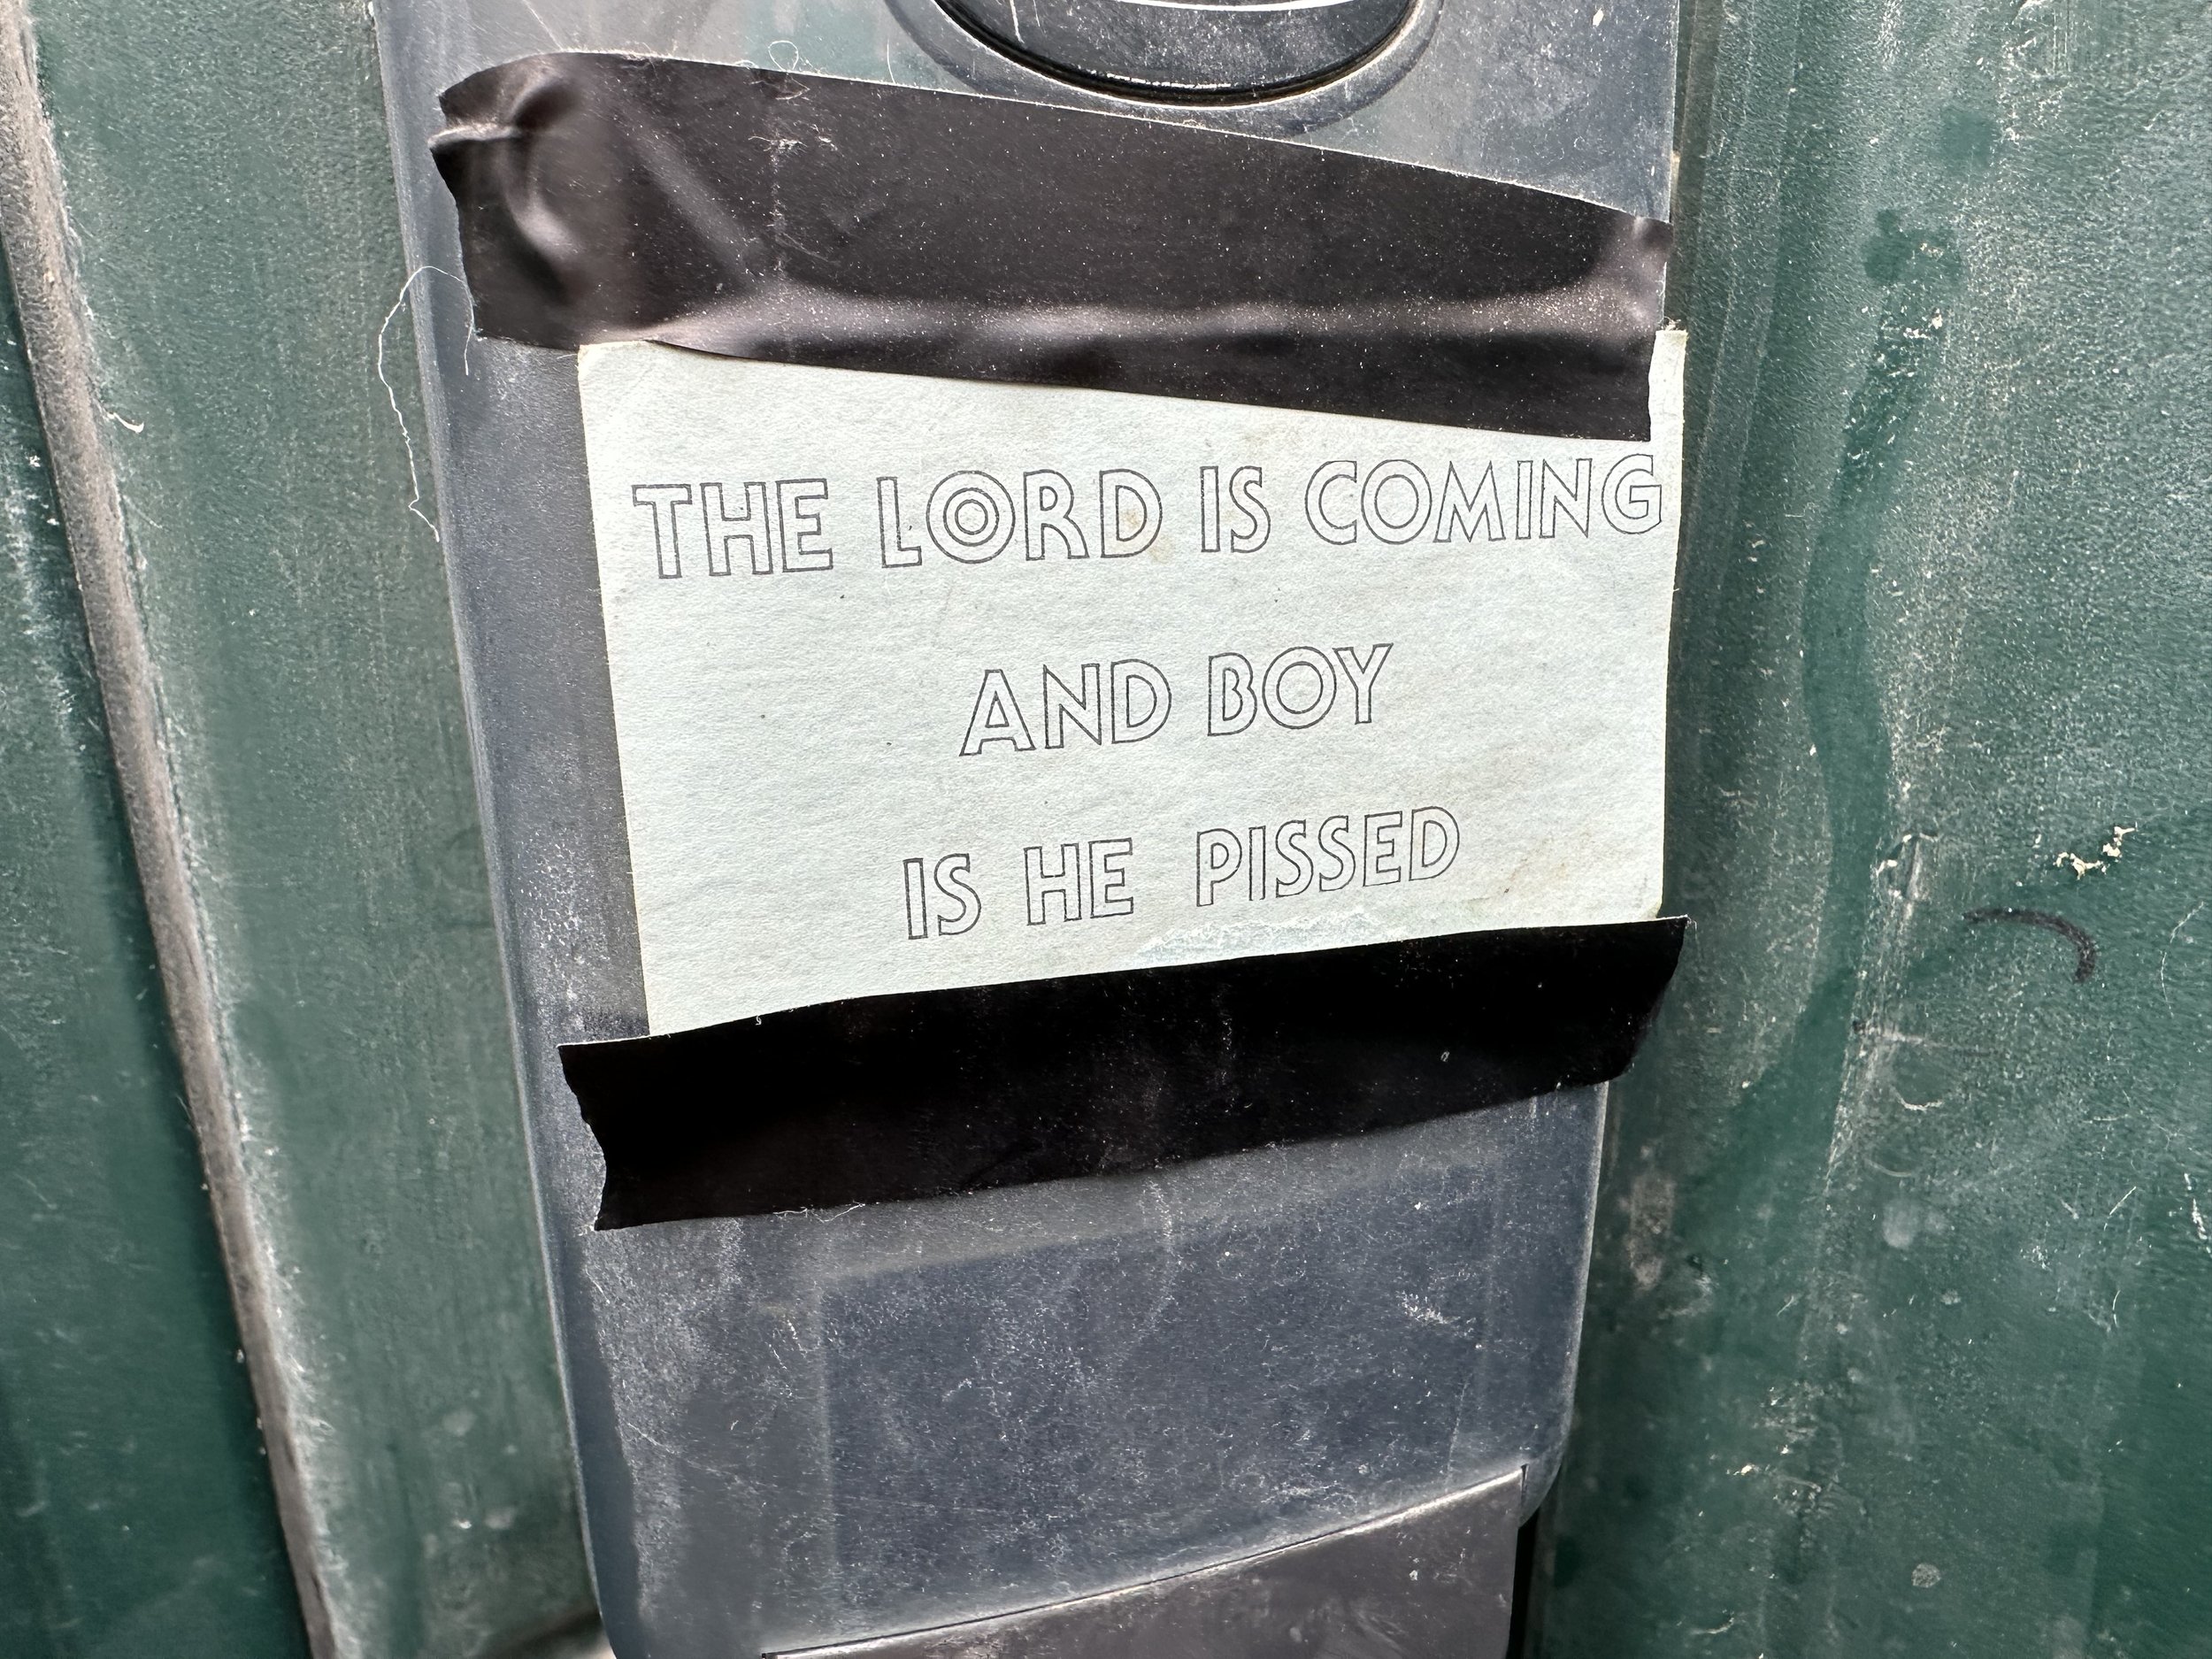 THE LORD IS COMING
AND BOY
IS HE PISSED